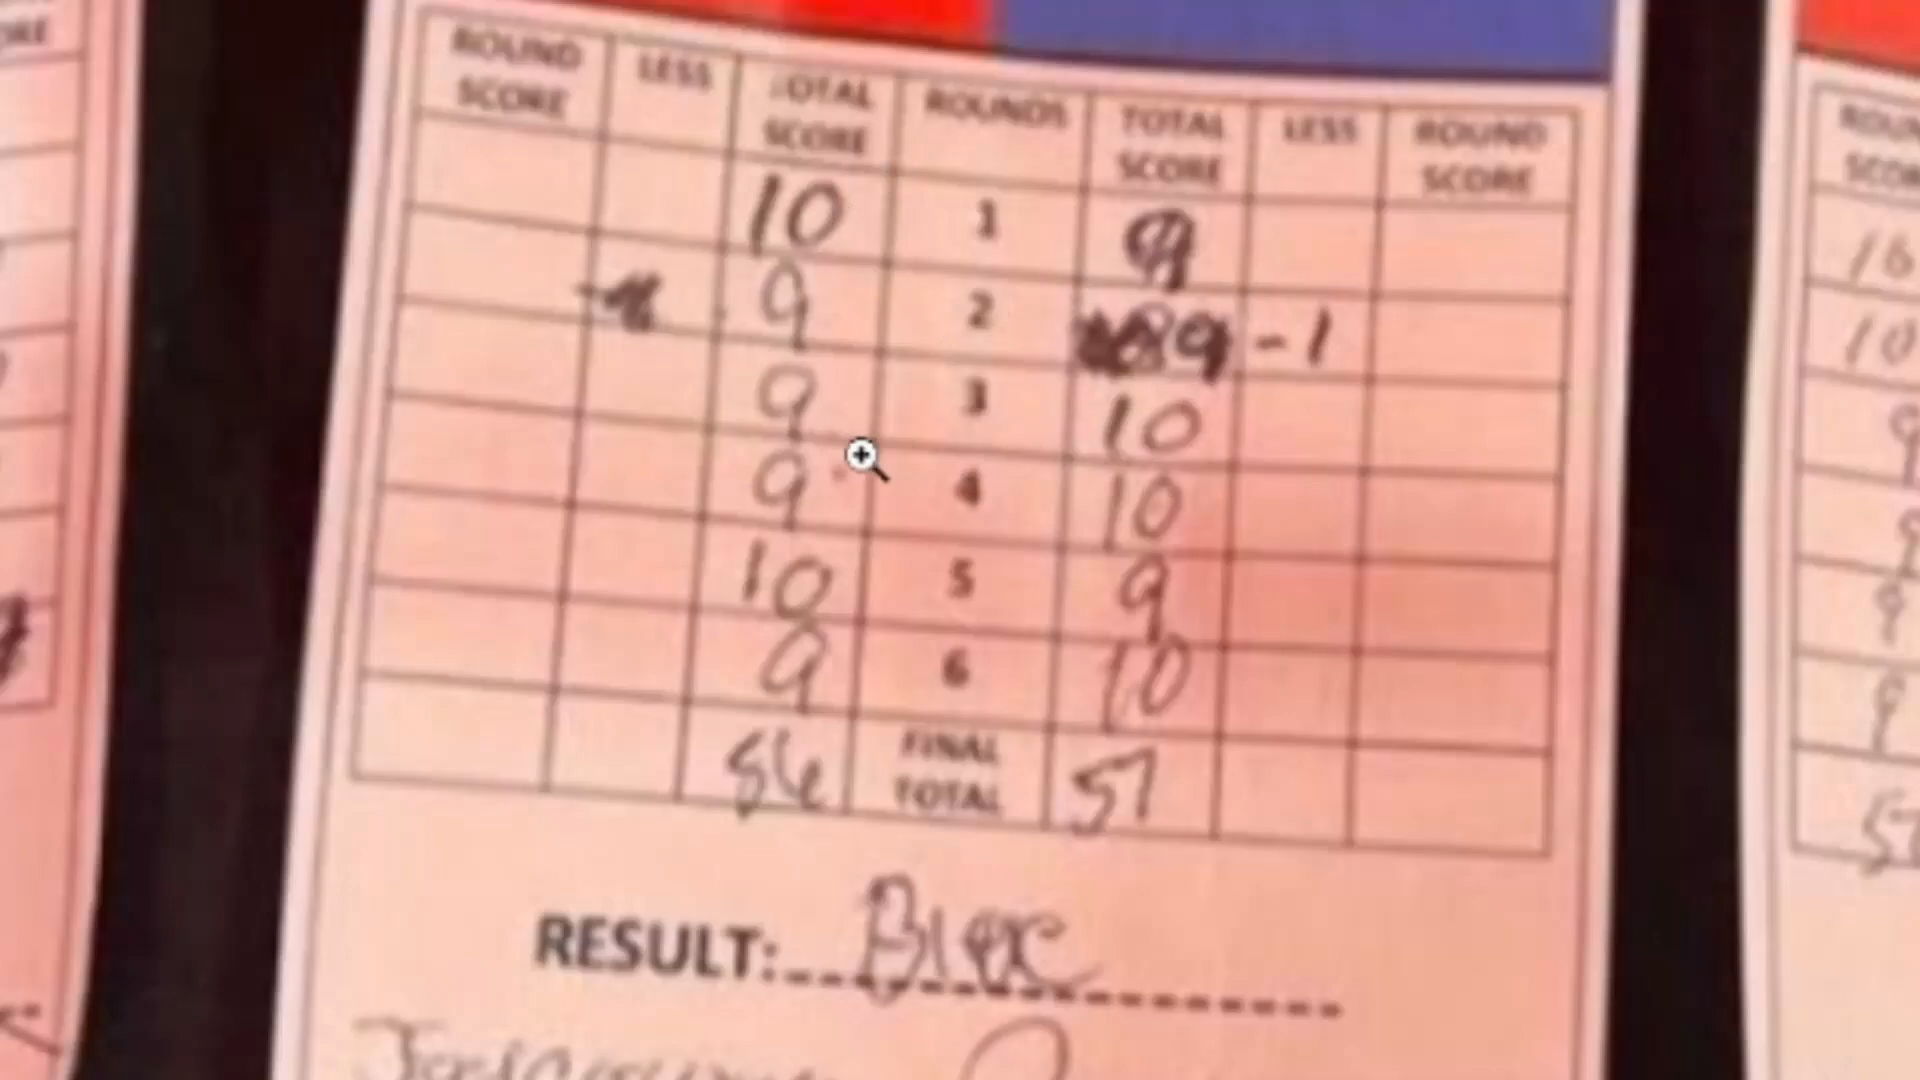 ROUND SCORE LESS TOTAL SCORE ROUNDS TOTAL SCORE LESS ROUND SCORE
10 1 9
9 2 9 -1
9 3 10
9 4 10
10 5 9
9 6 10
56 FINAL TOTAL 57
RESULT: Blue